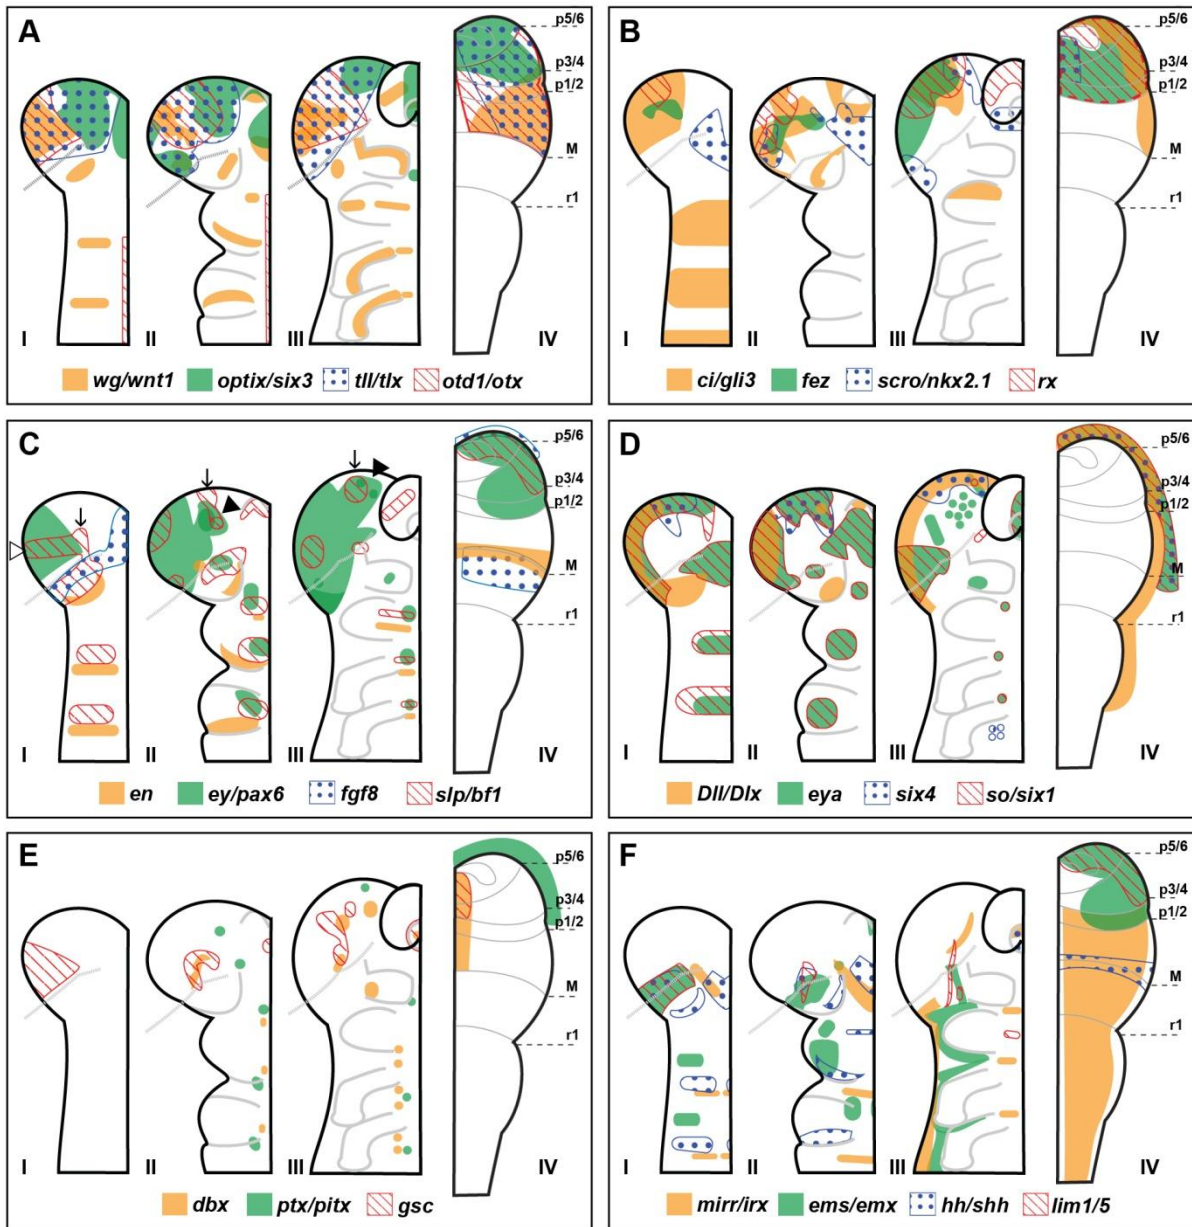 A
p5/6
p3/4
p1/2
M
r1
I
II
III
IV
wg/wnt1 optix/six3 tll/tlx otd1/otx
B
p5/6
p3/4
p1/2
M
r1
I
II
III
IV
ci/gli3 fez scro/nkx2.1 rx
C
p5/6
p3/4
p1/2
M
r1
I
II
III
IV
en ey/pax6 fgf8 slp/bf1
D
p5/6
p3/4
p1/2
M
r1
I
II
III
IV
Dll/Dlx eya six4 so/six1
E
p5/6
p3/4
p1/2
M
r1
I
II
III
IV
dbx ptx/pitx gsc
F
p5/6
p3/4
p1/2
M
r1
I
II
III
IV
mirr/irx ems/emx hh/shh lim1/5